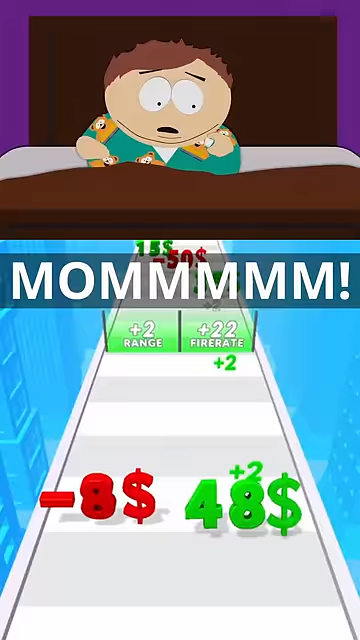 15$
-50$
MOMMMMM!
+2
RANGE
+22
FIRERATE
+2
+2
-8$
48$